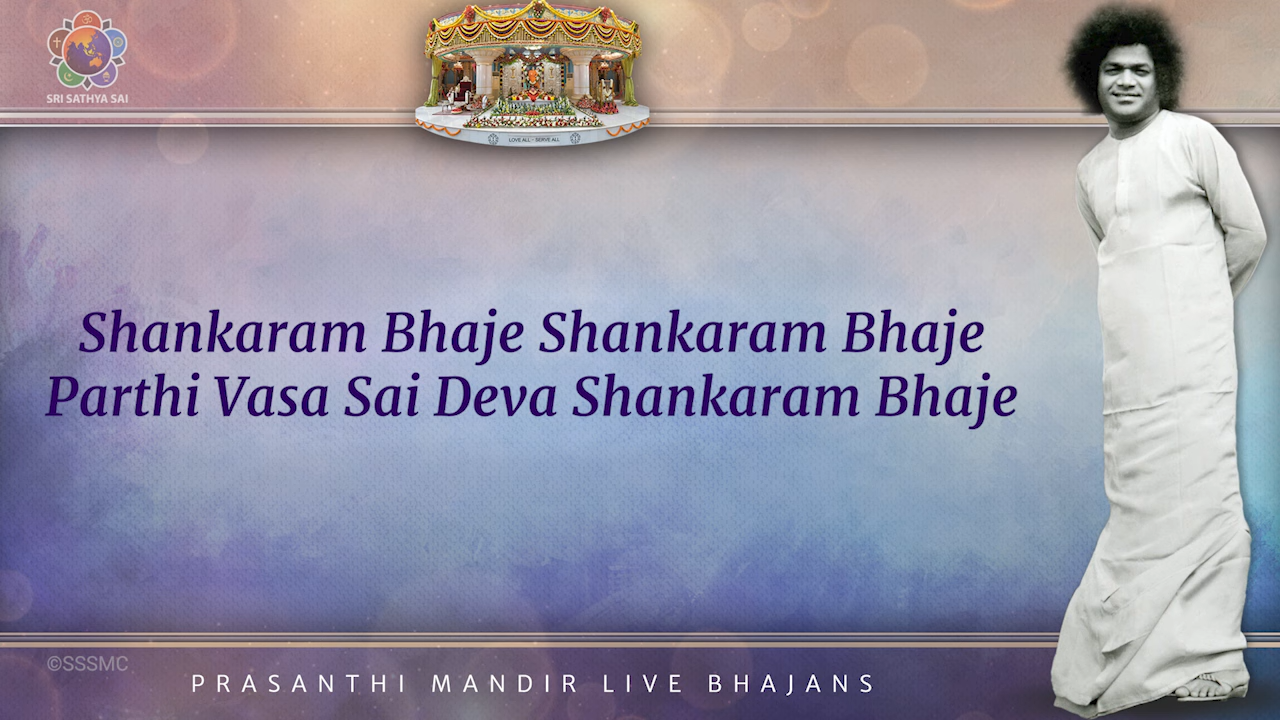 SRI SATHYA SAI
LOVE ALL - SERVE ALL
Shankaram Bhaje Shankaram Bhaje
Parthi Vasa Sai Deva Shankaram Bhaje
©SSSMC
PRASANTHI MANDIR LIVE BHAJANS